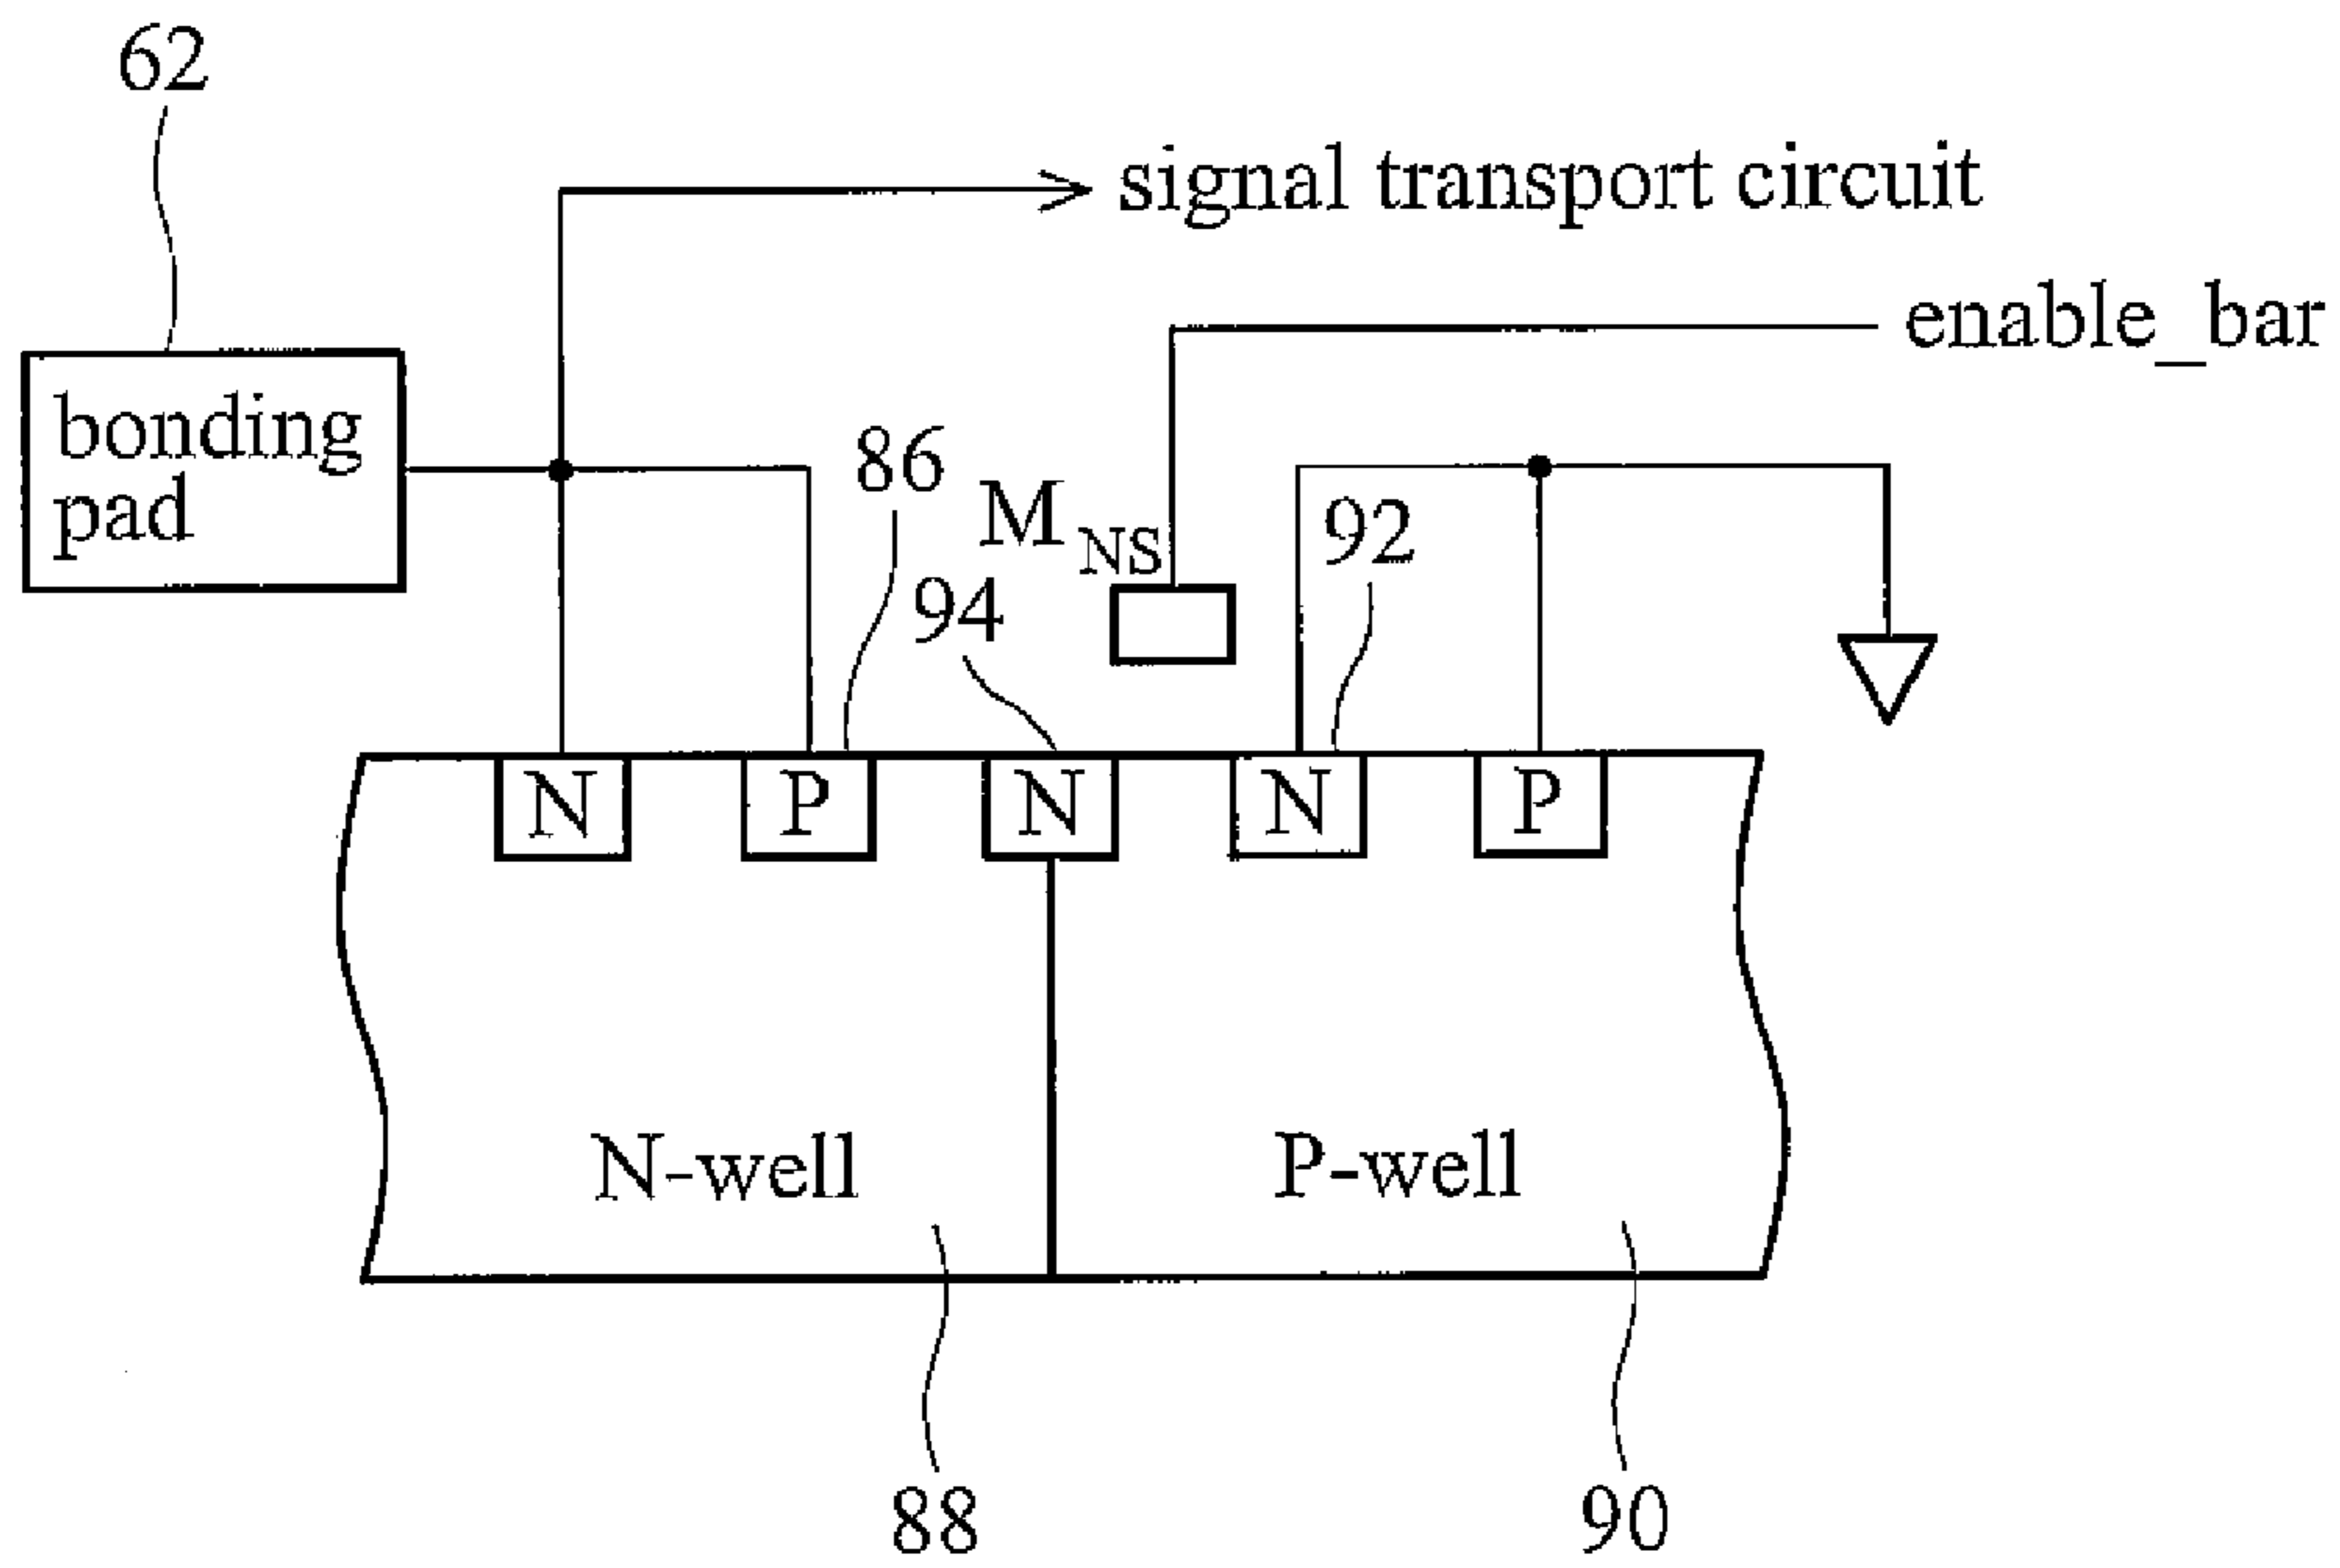 62
signal transport circuit
enable_bar
bonding
pad
86
M NS
92
94
N
P
N
N
P
N-well
P-well
88
90